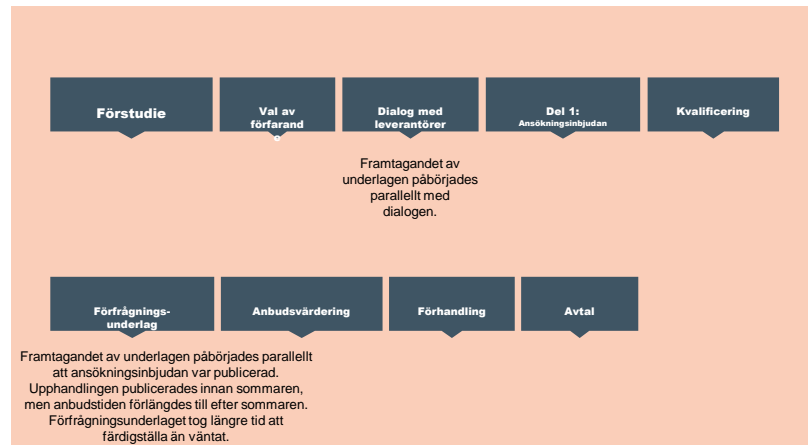 Förstudie
Val av
förfarande
Dialog med
leverantörer
Del 1:
Ansökningsinbjudan
Kvalificering
Framtagandet av
underlagen påbörjades
parallellt med
dialogen.
Förfrågnings-
underlag
Anbudsvärdering
Förhandling
Avtal
Framtagandet av underlagen påbörjades parallellt
att ansökningsinbjudan var publicerad.
Upphandlingen publicerades innan sommaren,
men anbudstiden förlängdes till efter sommaren.
Förfrågningsunderlaget tog längre tid att
färdigställa än väntat.